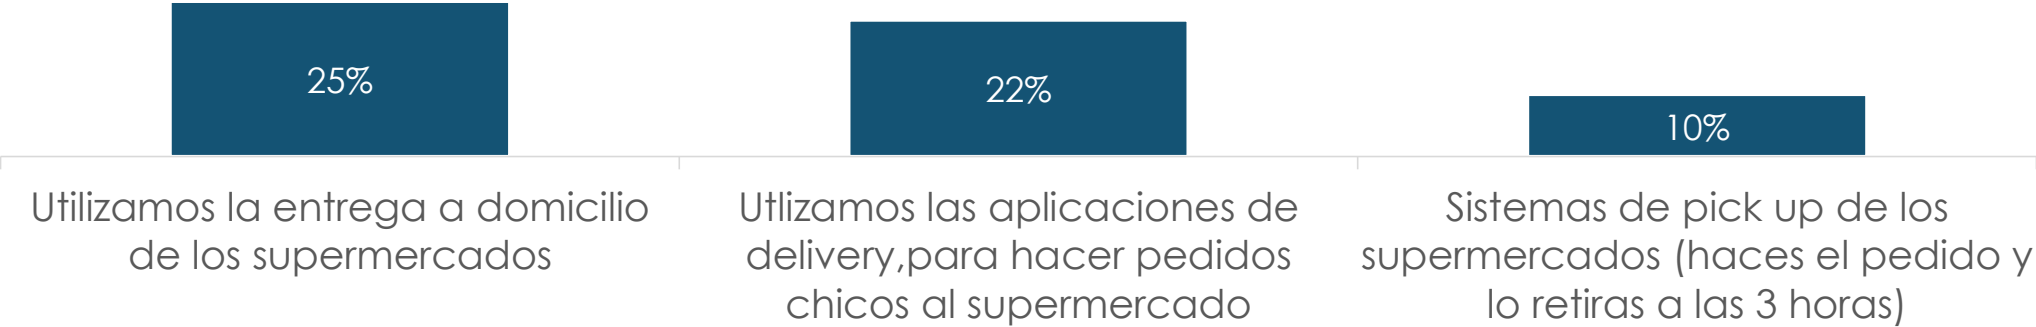 25%
22%
10%
Utilizamos la entrega a domicilio
de los supermercados
Utlizamos las aplicaciones de
delivery,para hacer pedidos
chicos al supermercado
Sistemas de pick up de los
supermercados (haces el pedido y
lo retiras a las 3 horas)